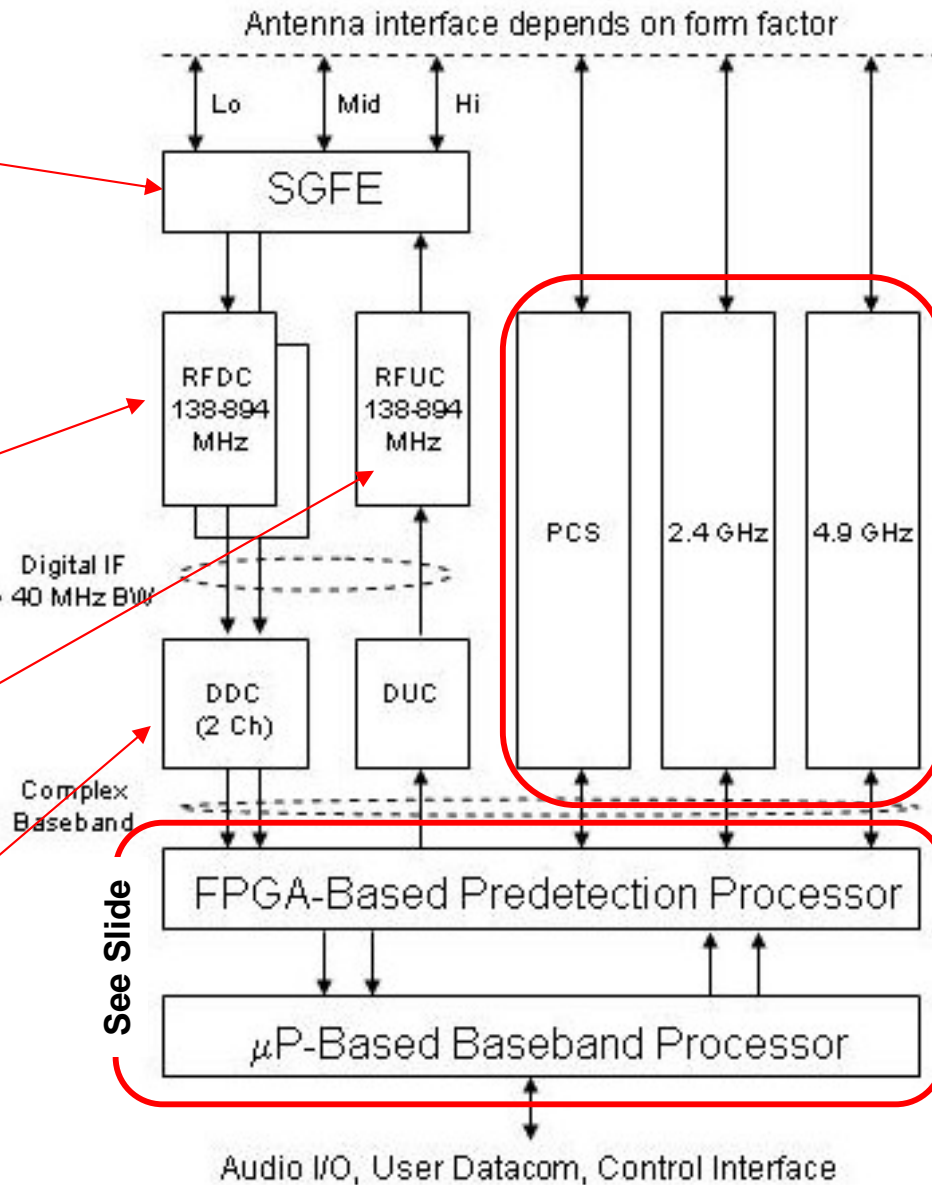 Antenna interface depends on form factor
Lo
Mid
Hi
SGFE
RFDC
138-894
MHz
RFUC
138-894
MHz
PCS
2.4 GHz
4.9 GHz
Digital IF
40 MHz BW
DDC
(2 Ch)
DUC
Complex
Baseband
See Slide
FPGA-Based Predetection Processor
μP-Based Baseband Processor
Audio I/O, User Datacom, Control Interface